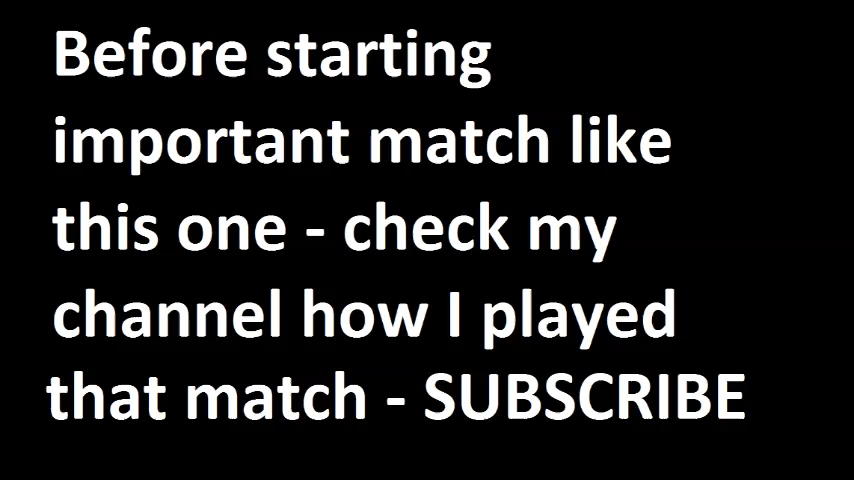 Before starting
important match like
this one - check my
channel how I played
that match - SUBSCRIBE